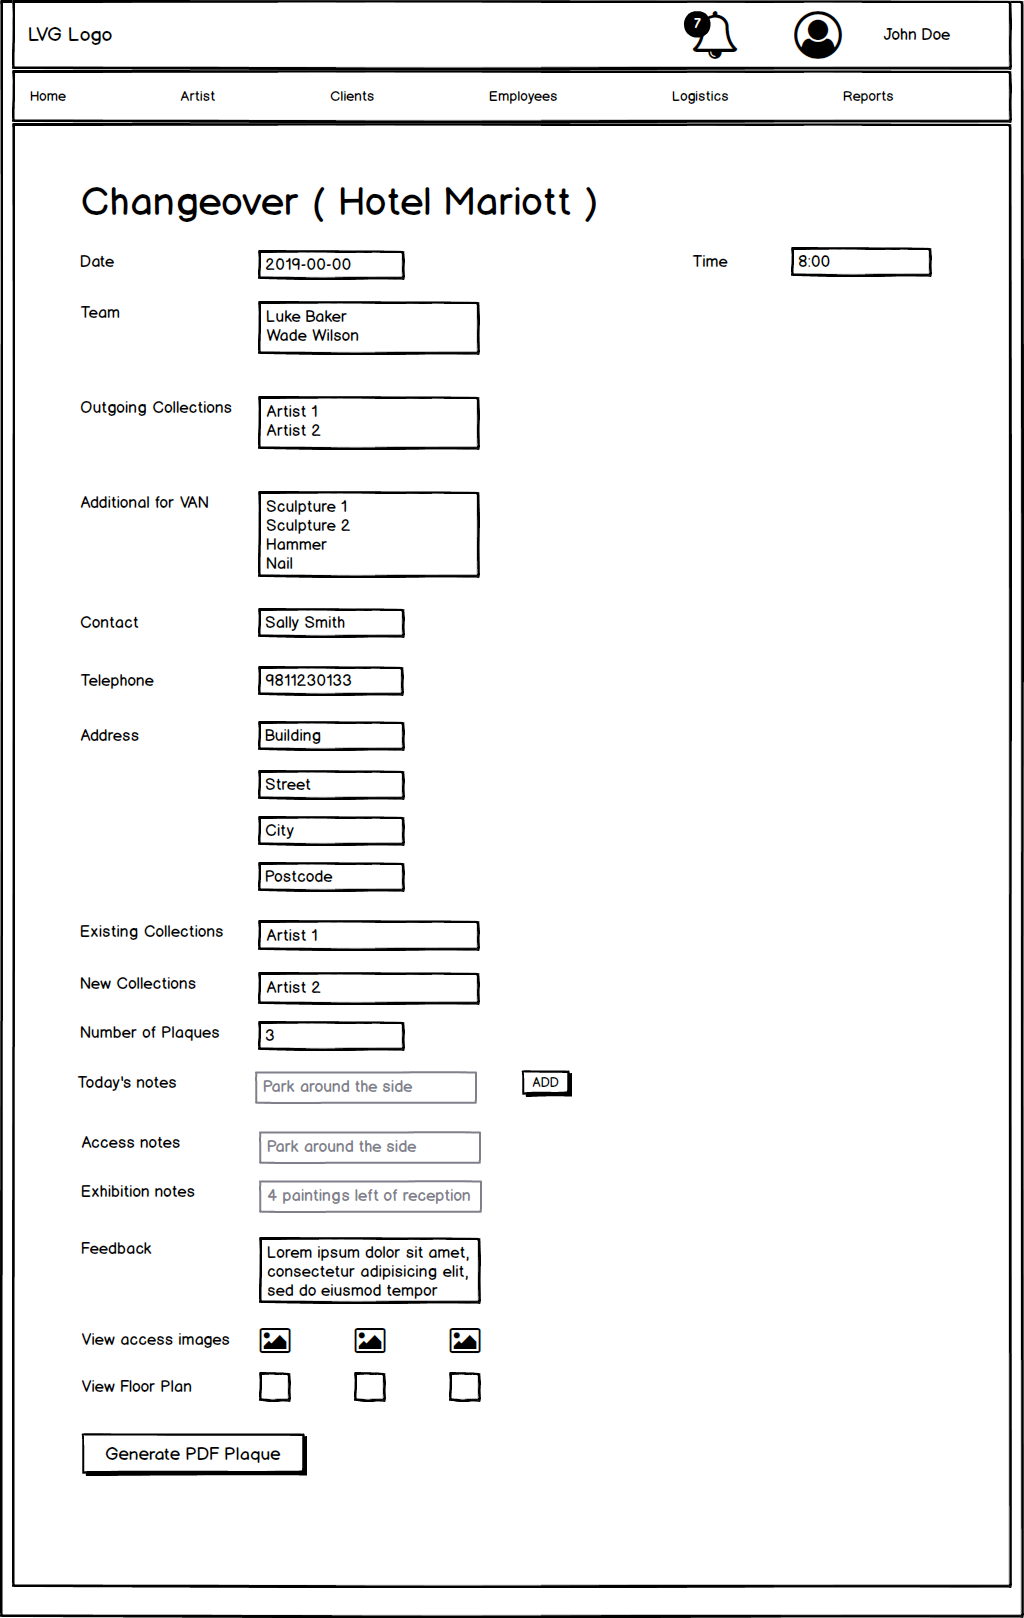 LVG Logo
7
John Doe
Home
Artist
Clients
Employees
Logistics
Reports
Changeover ( Hotel Mariott )
Date
2019-00-00
Time
8:00
Team
Luke Baker
Wade Wilson
Outgoing Collections
Artist 1
Artist 2
Additional for VAN
Sculpture 1
Sculpture 2
Hammer
Nail
Contact
Sally Smith
Telephone
9811230133
Address
Building
Street
City
Postcode
Existing Collections
Artist 1
New Collections
Artist 2
Number of Plaques
3
Today's notes
Park around the side
ADD
Access notes
Park around the side
Exhibition notes
4 paintings left of reception
Feedback
Lorem ipsum dolor sit amet,
consectetur adipisicing elit,
sed do eiusmod tempor
View access images
View Floor Plan
Generate PDF Plaque